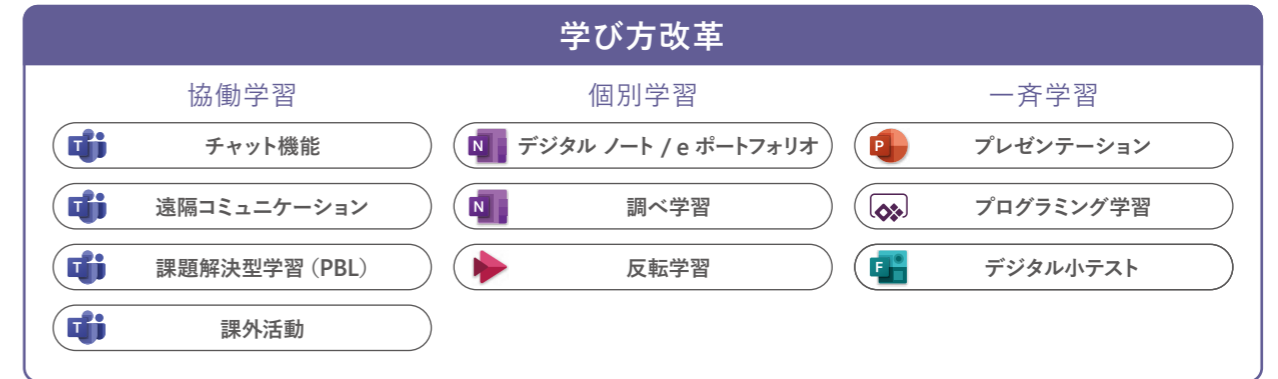 学び方改革
協働学習
T チャット機能
T 遠隔コミュニケーション
T 課題解決型学習（PBL）
T 課外活動
個別学習
N デジタル ノート / e ポートフォリオ
N 調べ学習
反転学習
一斉学習
P プレゼンテーション
プログラミング学習
F デジタル小テスト